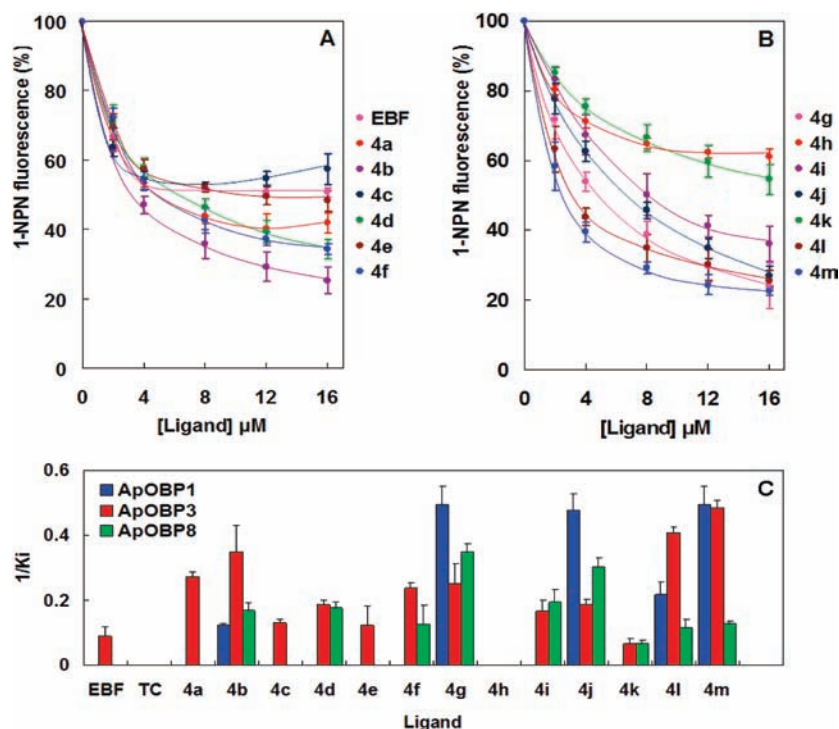 A
1-NPN fluorescence (%)
100
80
60
40
20
0
0 4 8 12 16
[Ligand] µM
EBF
4a
4b
4c
4d
4e
4f
B
1-NPN fluorescence (%)
100
80
60
40
20
0
0 4 8 12 16
[Ligand] µM
4g
4h
4i
4j
4k
4l
4m
C
1/Ki
0.6
0.4
0.2
0
ApOBP1
ApOBP3
ApOBP8
EBF TC 4a 4b 4c 4d 4e 4f 4g 4h 4i 4j 4k 4l 4m
Ligand